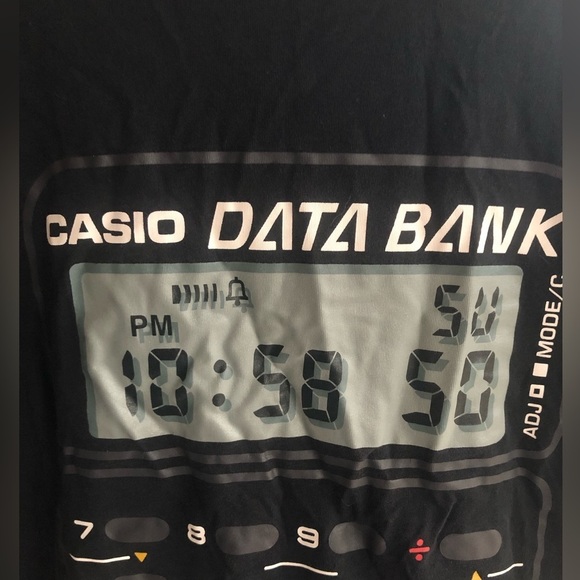 CASIO DATA BANK
SU
PM
10:58 50
ADJ MODE/C
7 8 9 ÷